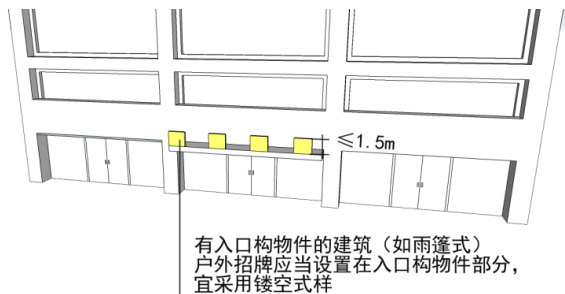 ≤1.5m
有入口构物件的建筑（如雨篷式）
户外招牌应当设置在入口构物件部分，
宜采用镂空式样